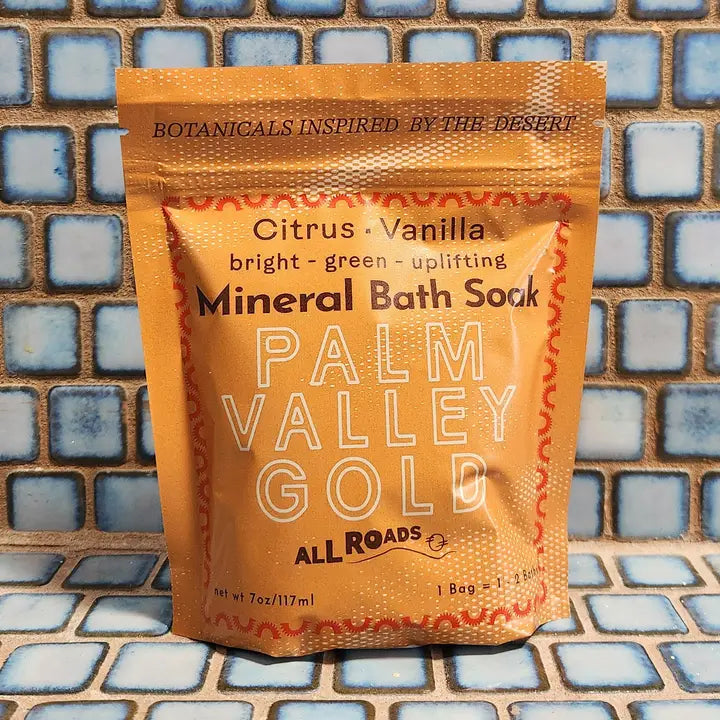 BOTANICALS INSPIRED BY THE DESERT
Citrus · Vanilla
bright - green - uplifting
Mineral Bath Soak
PALM
VALLEY
GOLD
ALL ROADS
net wt 7oz/117ml
1 Bag = 1 - 2